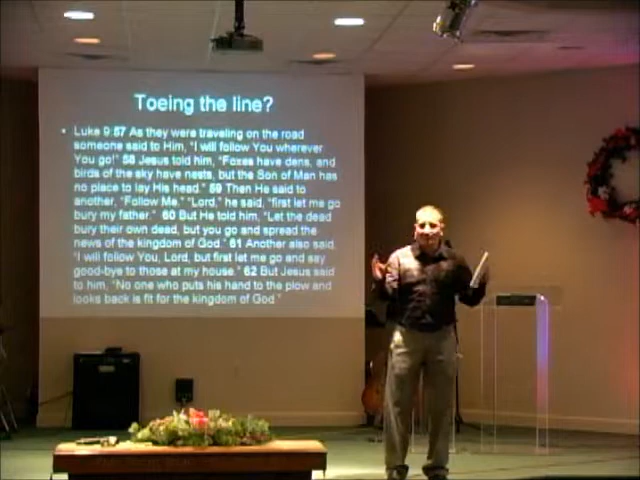 Toeing the line?
• Luke 9:57 As they were traveling on the road
someone said to Him, "I will follow You wherever
You go!" 58 Jesus told him, "Foxes have dens, and
birds of the sky have nests, but the Son of Man has
no place to lay His head." 59 Then He said to
another, "Follow Me." "Lord," he said, "first let me go
bury my father." 60 But He told him, "Let the dead
bury their own dead, but you go and spread the
news of the kingdom of God." 61 Another also said,
"I will follow You, Lord, but first let me go and say
good-bye to those at my house." 62 But Jesus said
to him, "No one who puts his hand to the plow and
looks back is fit for the kingdom of God."